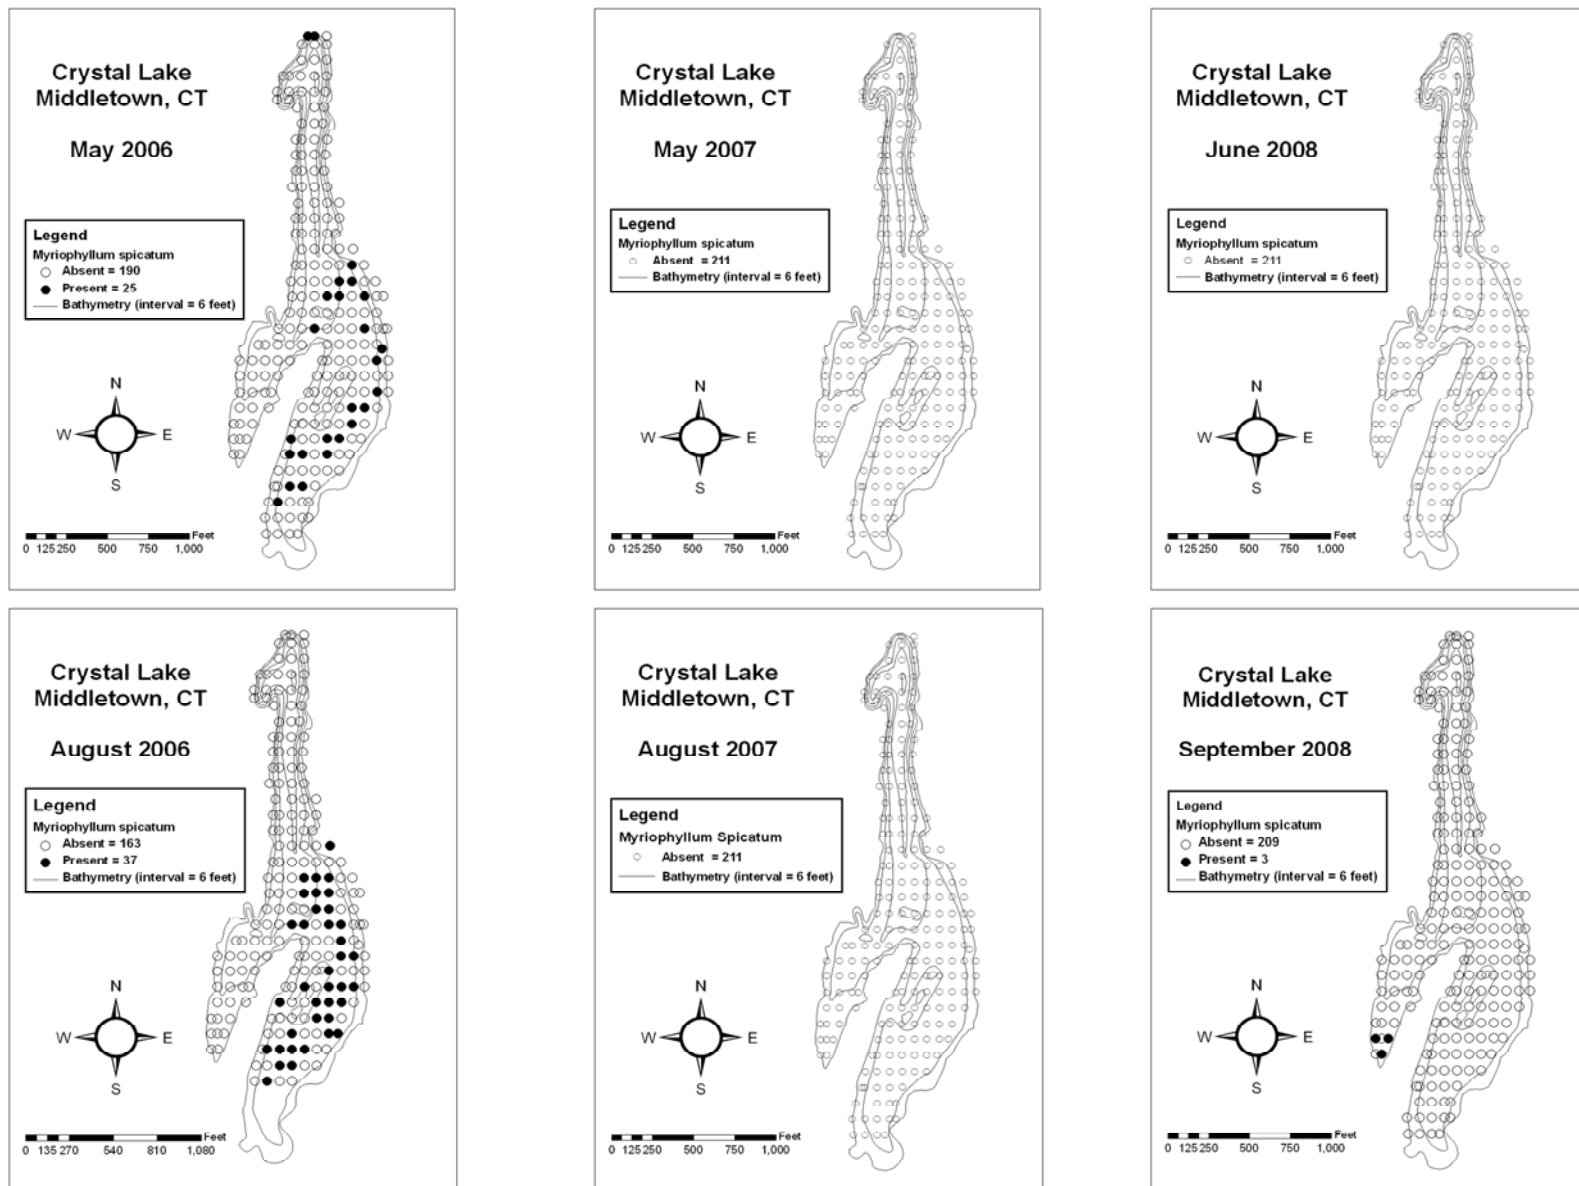 Crystal Lake
Middletown, CT
May 2006
Legend
Myriophyllum spicatum
Absent = 190
Present = 25
Bathymetry (interval = 6 feet)
N
W E
S
Feet
0 125 250 500 750 1,000
Crystal Lake
Middletown, CT
May 2007
Legend
Myriophyllum spicatum
Absent = 211
Bathymetry (interval = 6 feet)
N
W E
S
Feet
0 125 250 500 750 1,000
Crystal Lake
Middletown, CT
June 2008
Legend
Myriophyllum spicatum
Absent = 211
Bathymetry (interval = 6 feet)
N
W E
S
Feet
0 125 250 500 750 1,000
Crystal Lake
Middletown, CT
August 2006
Legend
Myriophyllum spicatum
Absent = 163
Present = 37
Bathymetry (interval = 6 feet)
N
W E
S
Feet
0 135 270 540 810 1,080
Crystal Lake
Middletown, CT
August 2007
Legend
Myriophyllum Spicatum
Absent = 211
Bathymetry (interval = 6 feet)
N
W E
S
Feet
0 125 250 500 750 1,000
Crystal Lake
Middletown, CT
September 2008
Legend
Myriophyllum spicatum
Absent = 209
Present = 3
Bathymetry (interval = 6 feet)
N
W E
S
Feet
0 125 250 500 750 1,000